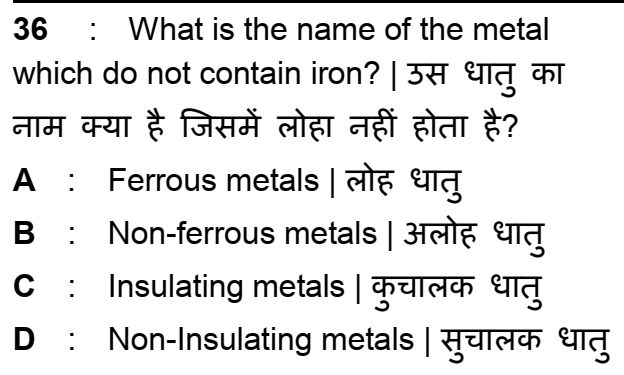 36 : What is the name of the metal
which do not contain iron? | उस धातु का
नाम क्या है जिसमें लोहा नहीं होता है?
A : Ferrous metals | लोह धातु
B : Non-ferrous metals | अलोह धातु
C : Insulating metals | कुचालक धातु
D : Non-Insulating metals | सुचालक धातु